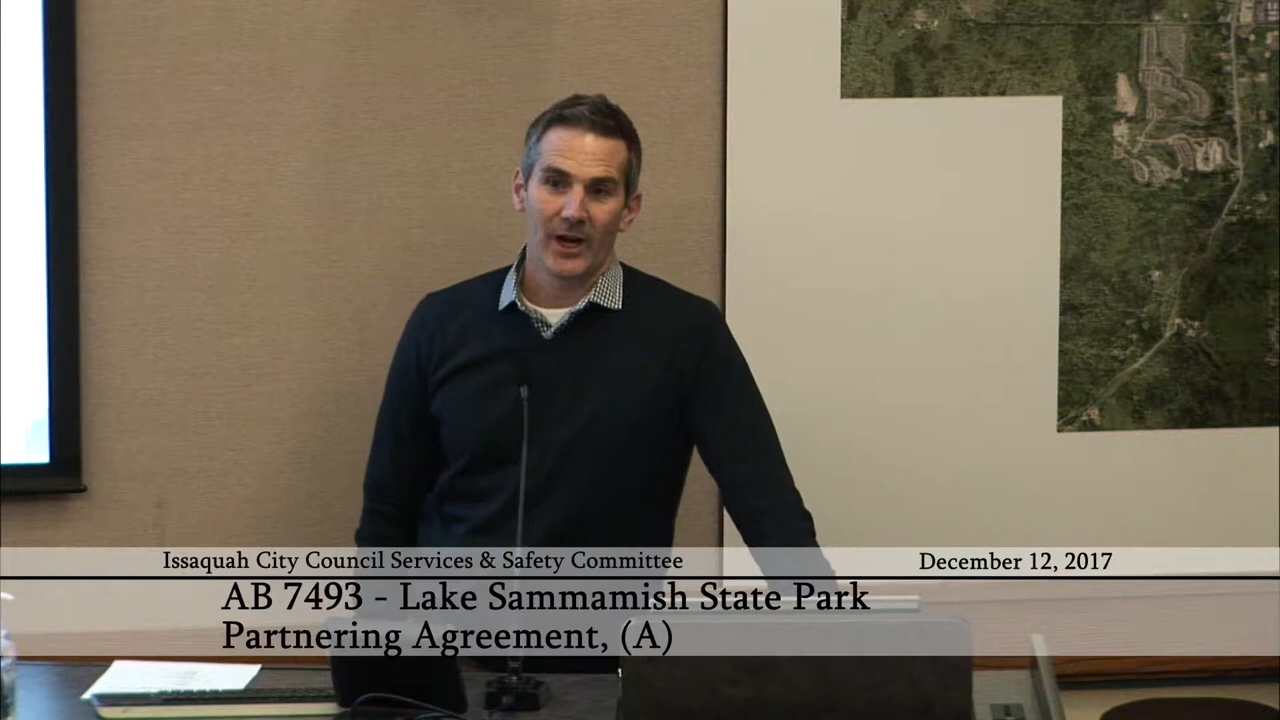 Issaquah City Council Services & Safety Committee
December 12, 2017
AB 7493 - Lake Sammamish State Park
Partnering Agreement, (A)